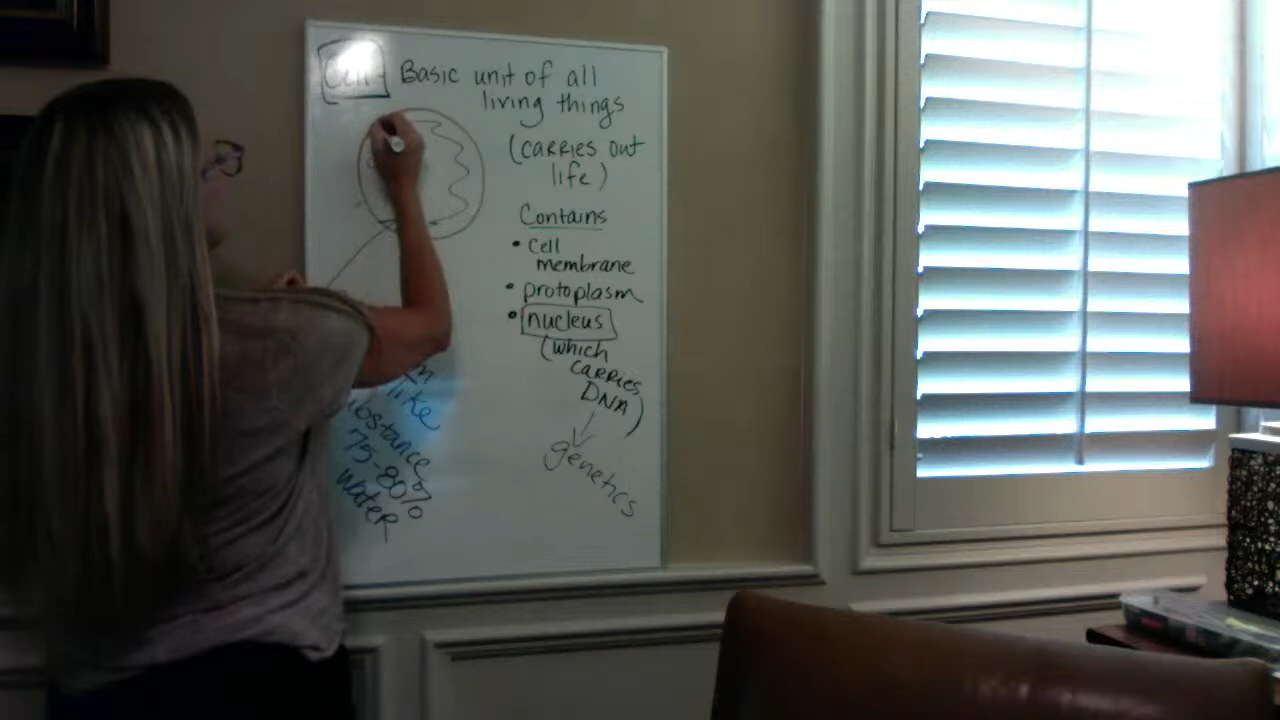 Cell Basic unit of all
living things
(carries out
life)
Contains
• Cell
membrane
• protoplasm
• nucleus
(which
carries
DNA)
genetics
like
75-80%
water